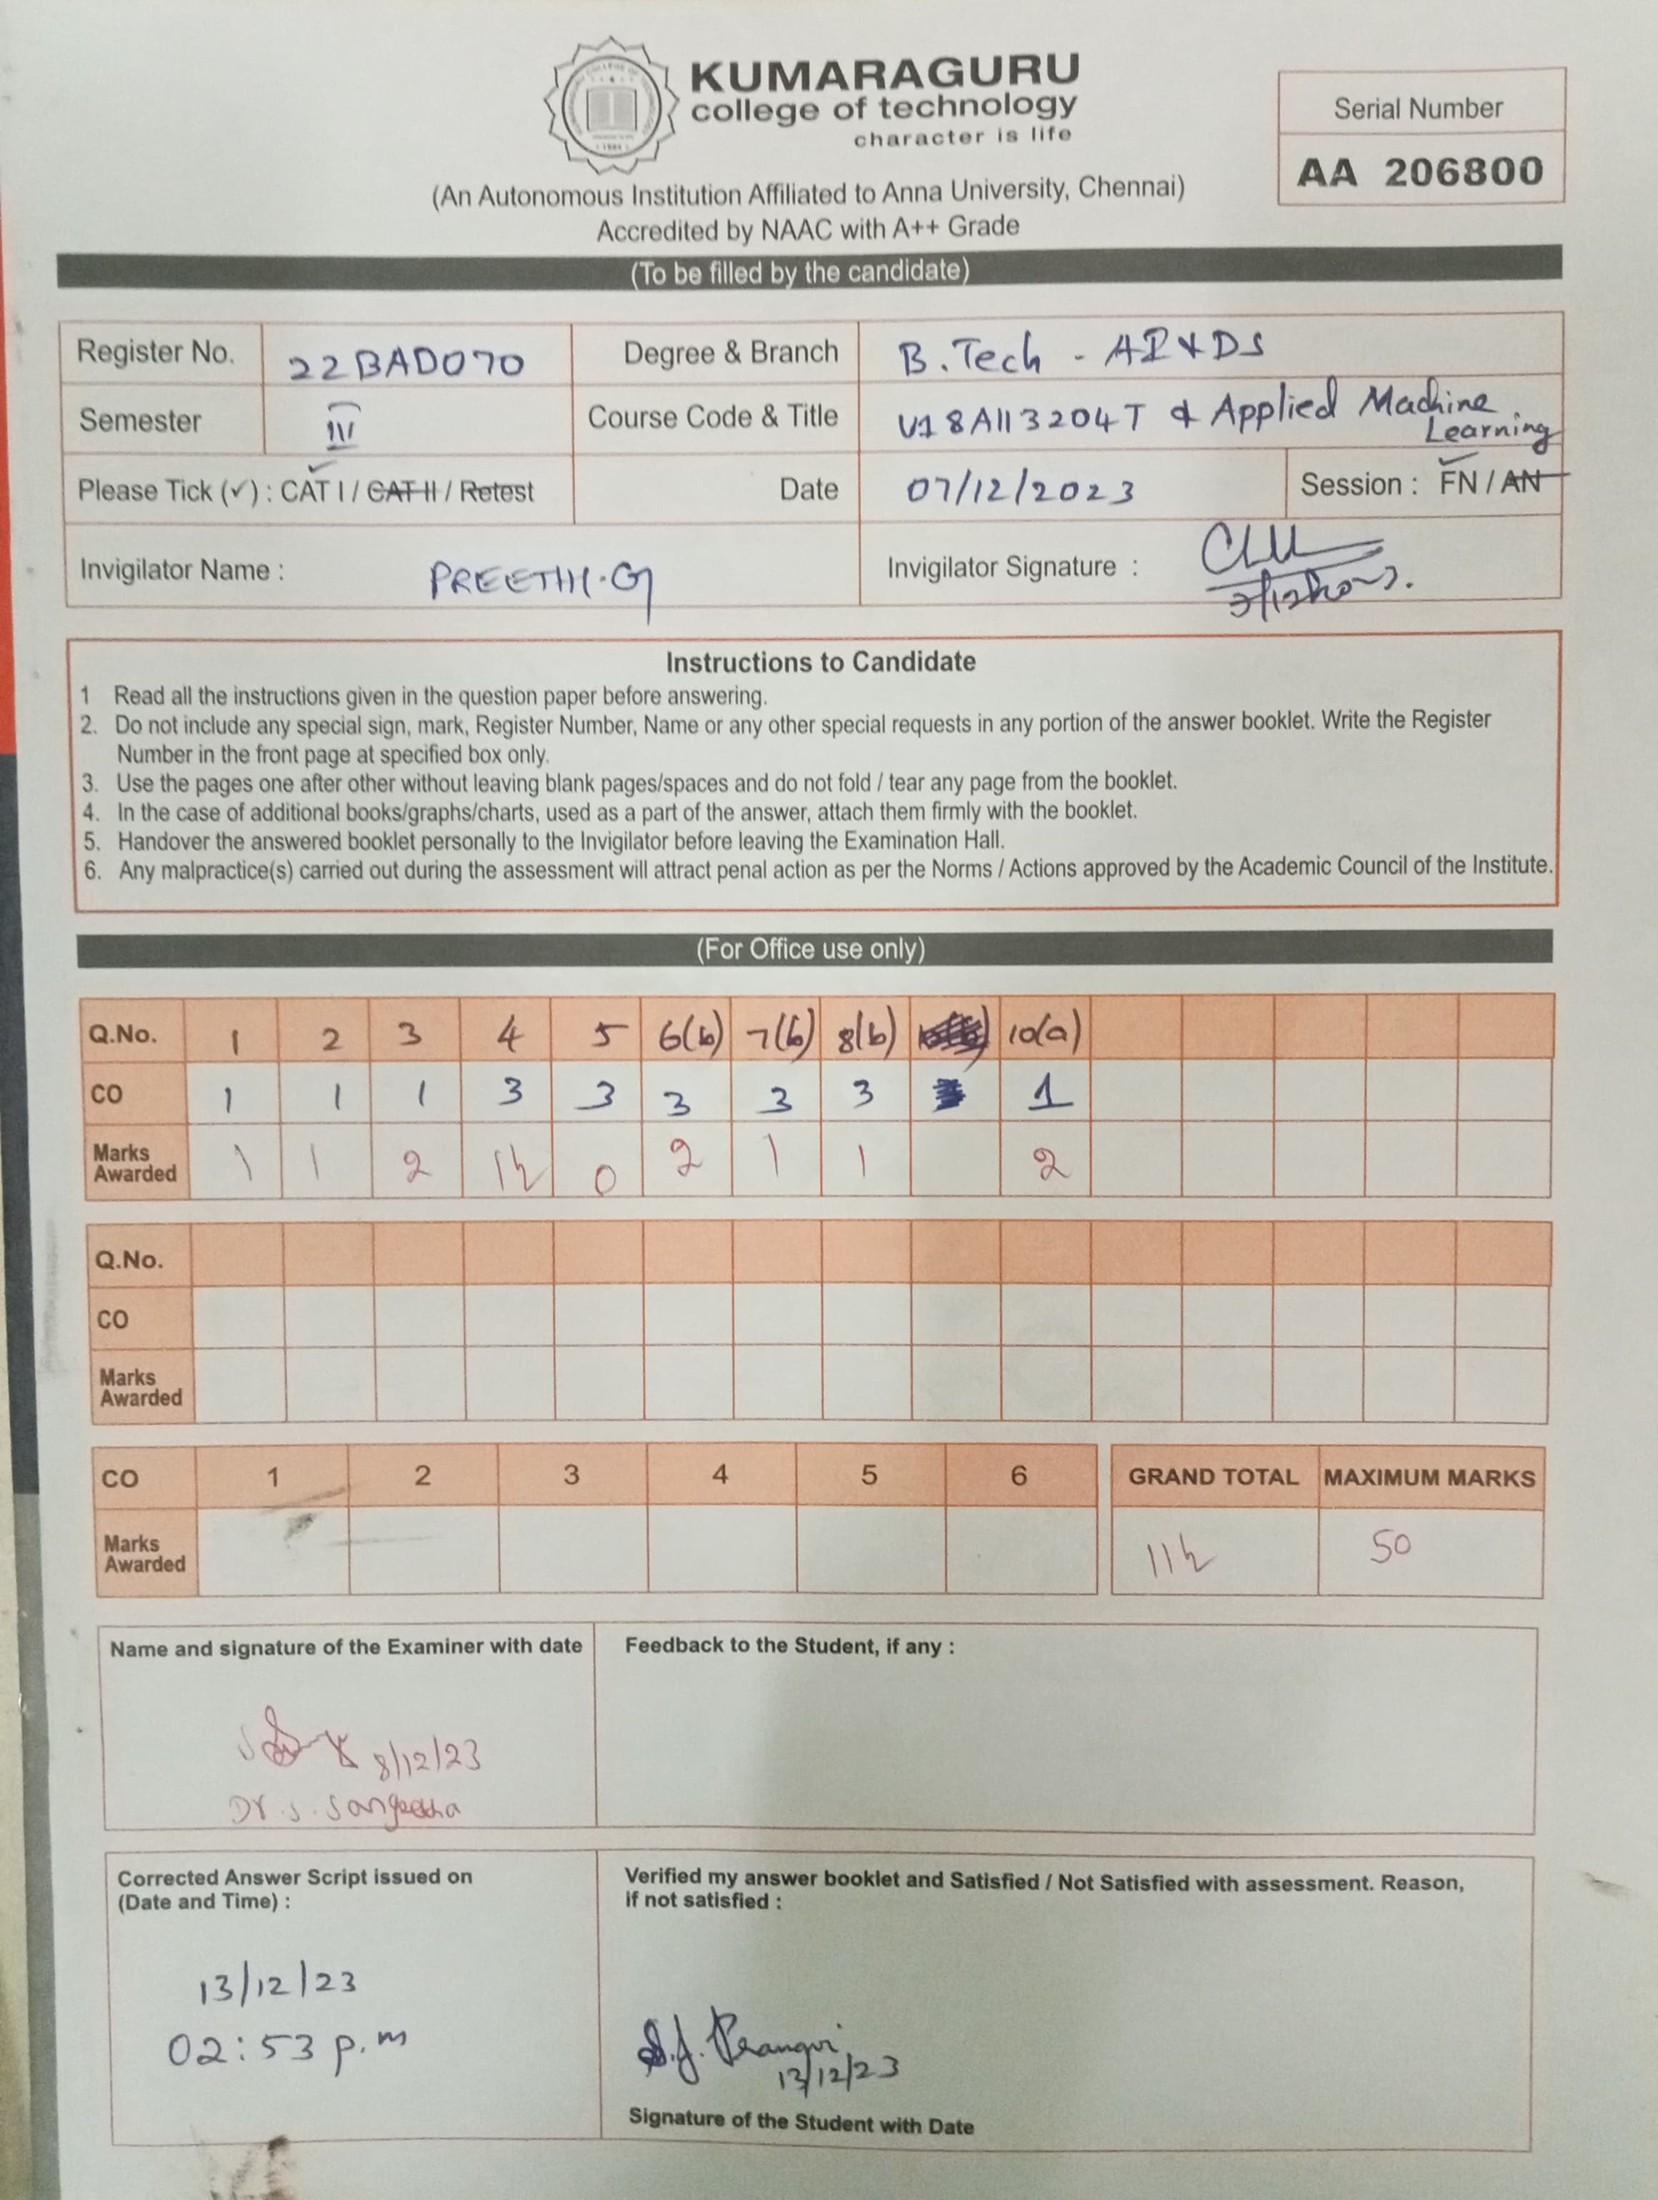 KUMARAGURU
college of technology
character is life
Serial Number
AA 206800
(An Autonomous Institution Affiliated to Anna University, Chennai)
Accredited by NAAC with A++ Grade
(To be filled by the candidate)
Register No. 22BAD070 Degree & Branch B.Tech - AI&DS
Semester III Course Code & Title U18AII3204T & Applied Machine Learning
Please Tick (✓) : CAT I / CAT II / Retest Date 07/12/2023 Session : FN / AN
Invigilator Name : PREETHI.G Invigilator Signature :
Instructions to Candidate
1 Read all the instructions given in the question paper before answering.
2. Do not include any special sign, mark, Register Number, Name or any other special requests in any portion of the answer booklet. Write the Register
Number in the front page at specified box only.
3. Use the pages one after other without leaving blank pages/spaces and do not fold / tear any page from the booklet.
4. In the case of additional books/graphs/charts, used as a part of the answer, attach them firmly with the booklet.
5. Handover the answered booklet personally to the Invigilator before leaving the Examination Hall.
6. Any malpractice(s) carried out during the assessment will attract penal action as per the Norms / Actions approved by the Academic Council of the Institute.
(For Office use only)
Q.No. 1 2 3 4 5 6(b) 7(b) 8(b) 10(a)
CO 1 1 1 3 3 3 3 3 1
Marks Awarded 1 1 2 1½ 0 2 1 1 2
Q.No.
CO
Marks Awarded
CO 1 2 3 4 5 6 GRAND TOTAL MAXIMUM MARKS
Marks Awarded 11½ 50
Name and signature of the Examiner with date
8/12/23
Dr. S. Sangeetha
Feedback to the Student, if any :
Corrected Answer Script issued on
(Date and Time) :
13/12/23
02:53 p.m
Verified my answer booklet and Satisfied / Not Satisfied with assessment. Reason,
if not satisfied :
13/12/23
Signature of the Student with Date